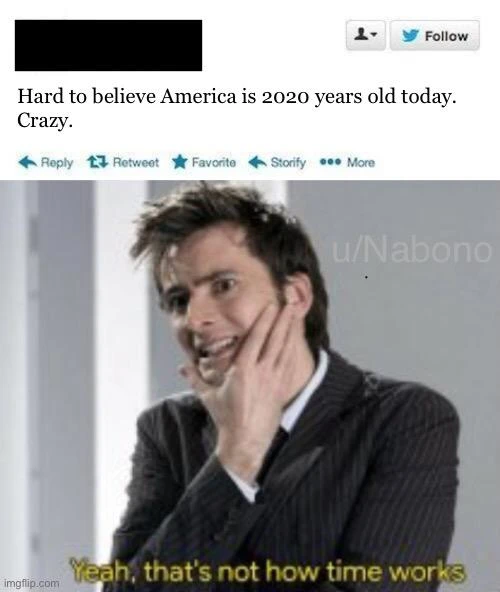 Follow
Hard to believe America is 2020 years old today.
Crazy.
Reply Retweet Favorite Storify More
u/Nabono
Yeah, that's not how time works
imgflip.com